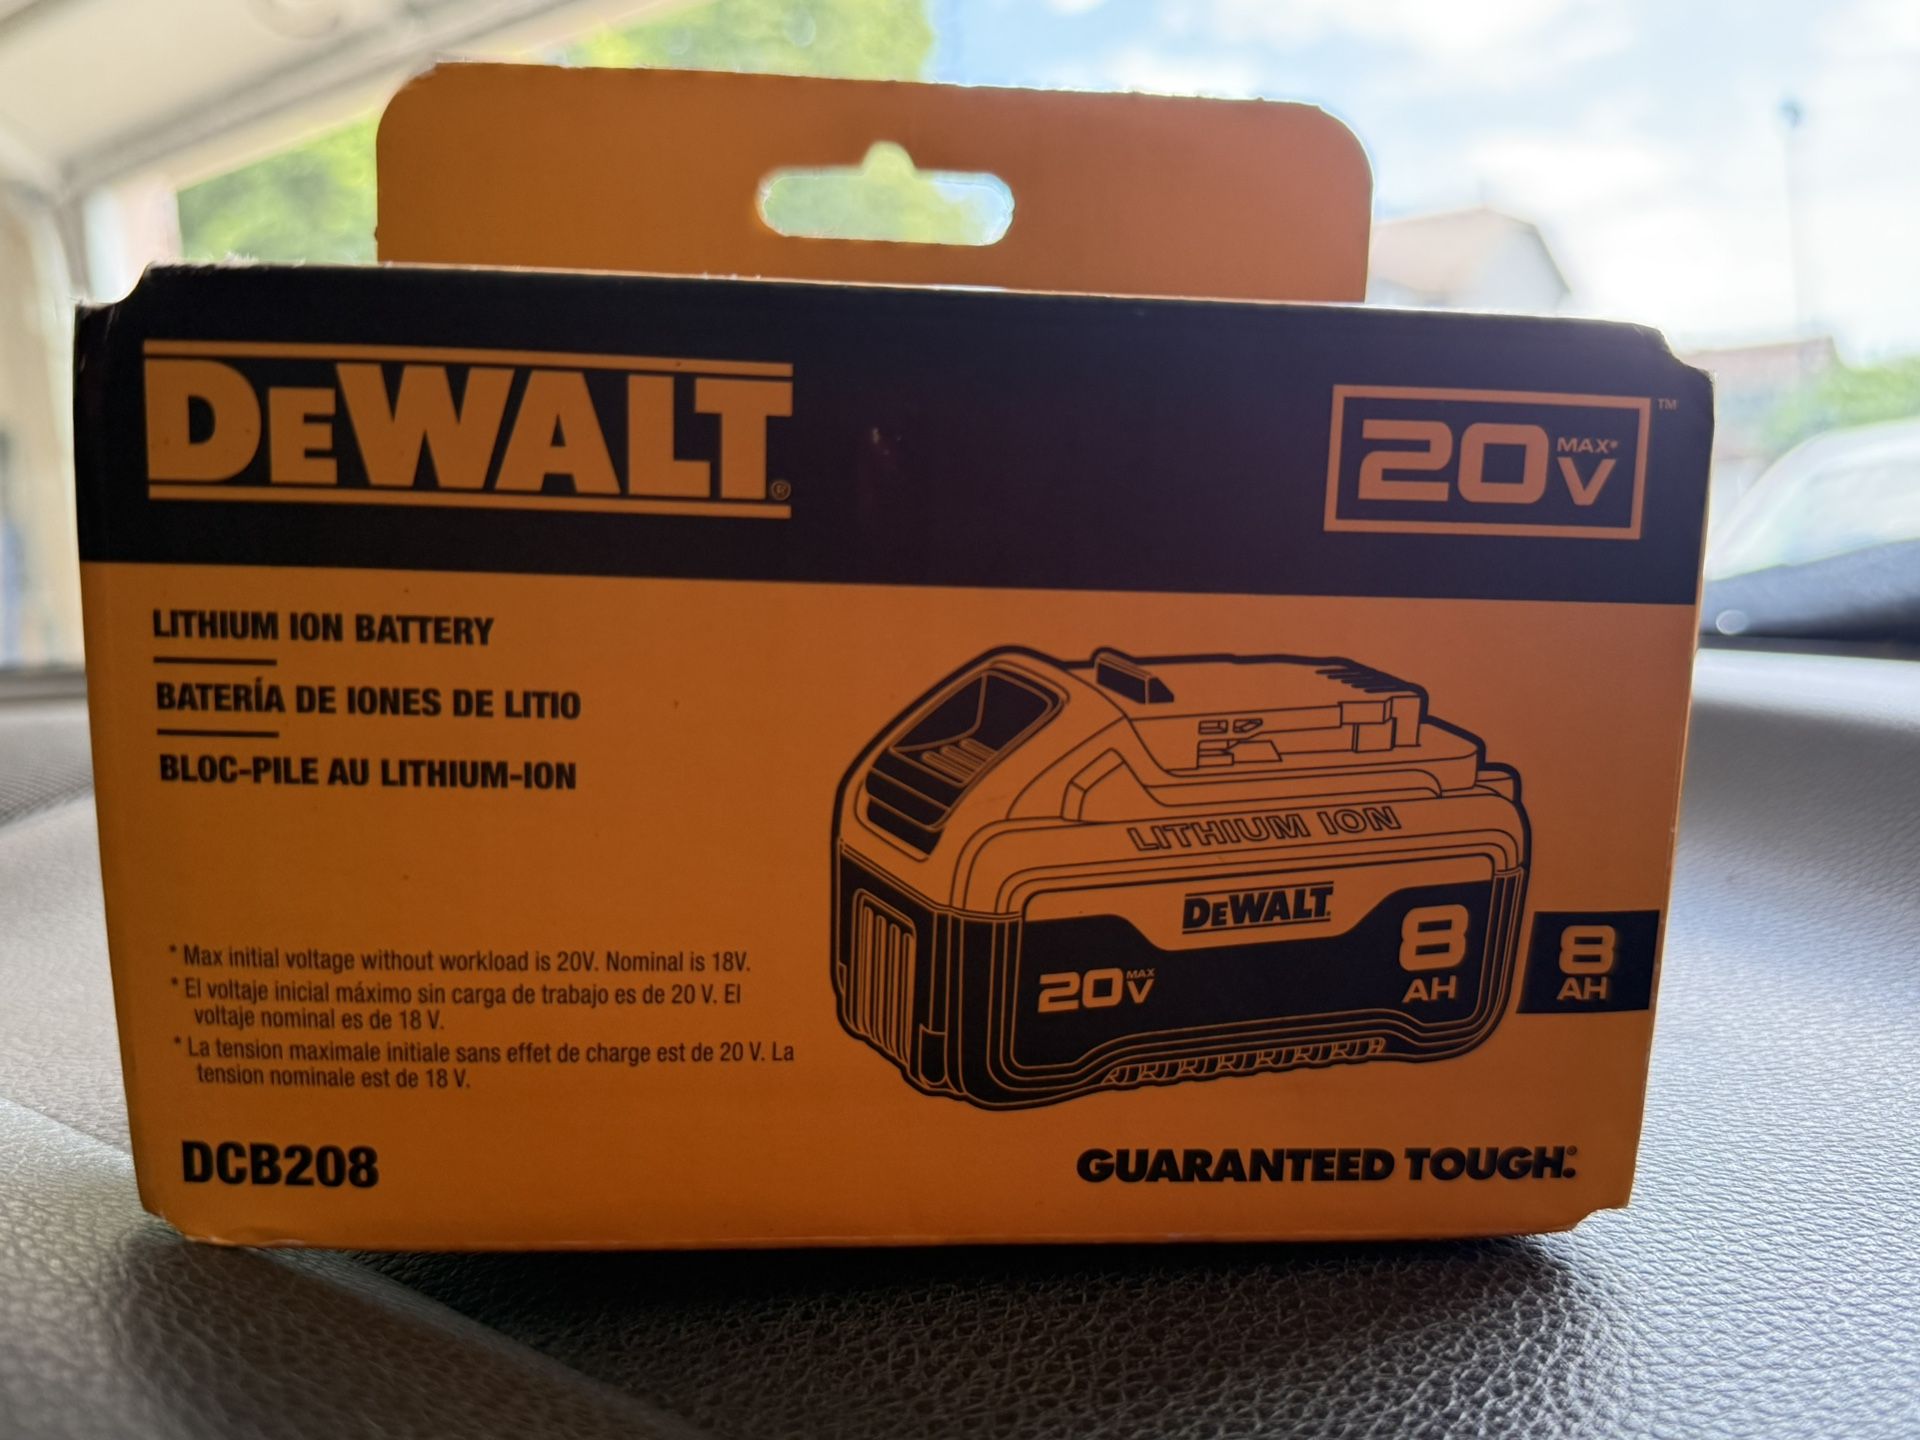 DEWALT®
20V MAX* ™
LITHIUM ION BATTERY
BATERÍA DE IONES DE LITIO
BLOC-PILE AU LITHIUM-ION
* Max initial voltage without workload is 20V. Nominal is 18V.
* El voltaje inicial máximo sin carga de trabajo es de 20 V. El
voltaje nominal es de 18 V.
* La tension maximale initiale sans effet de charge est de 20 V. La
tension nominale est de 18 V.
LITHIUM ION
DEWALT
20V MAX
8
AH
8
AH
DCB208
GUARANTEED TOUGH.®